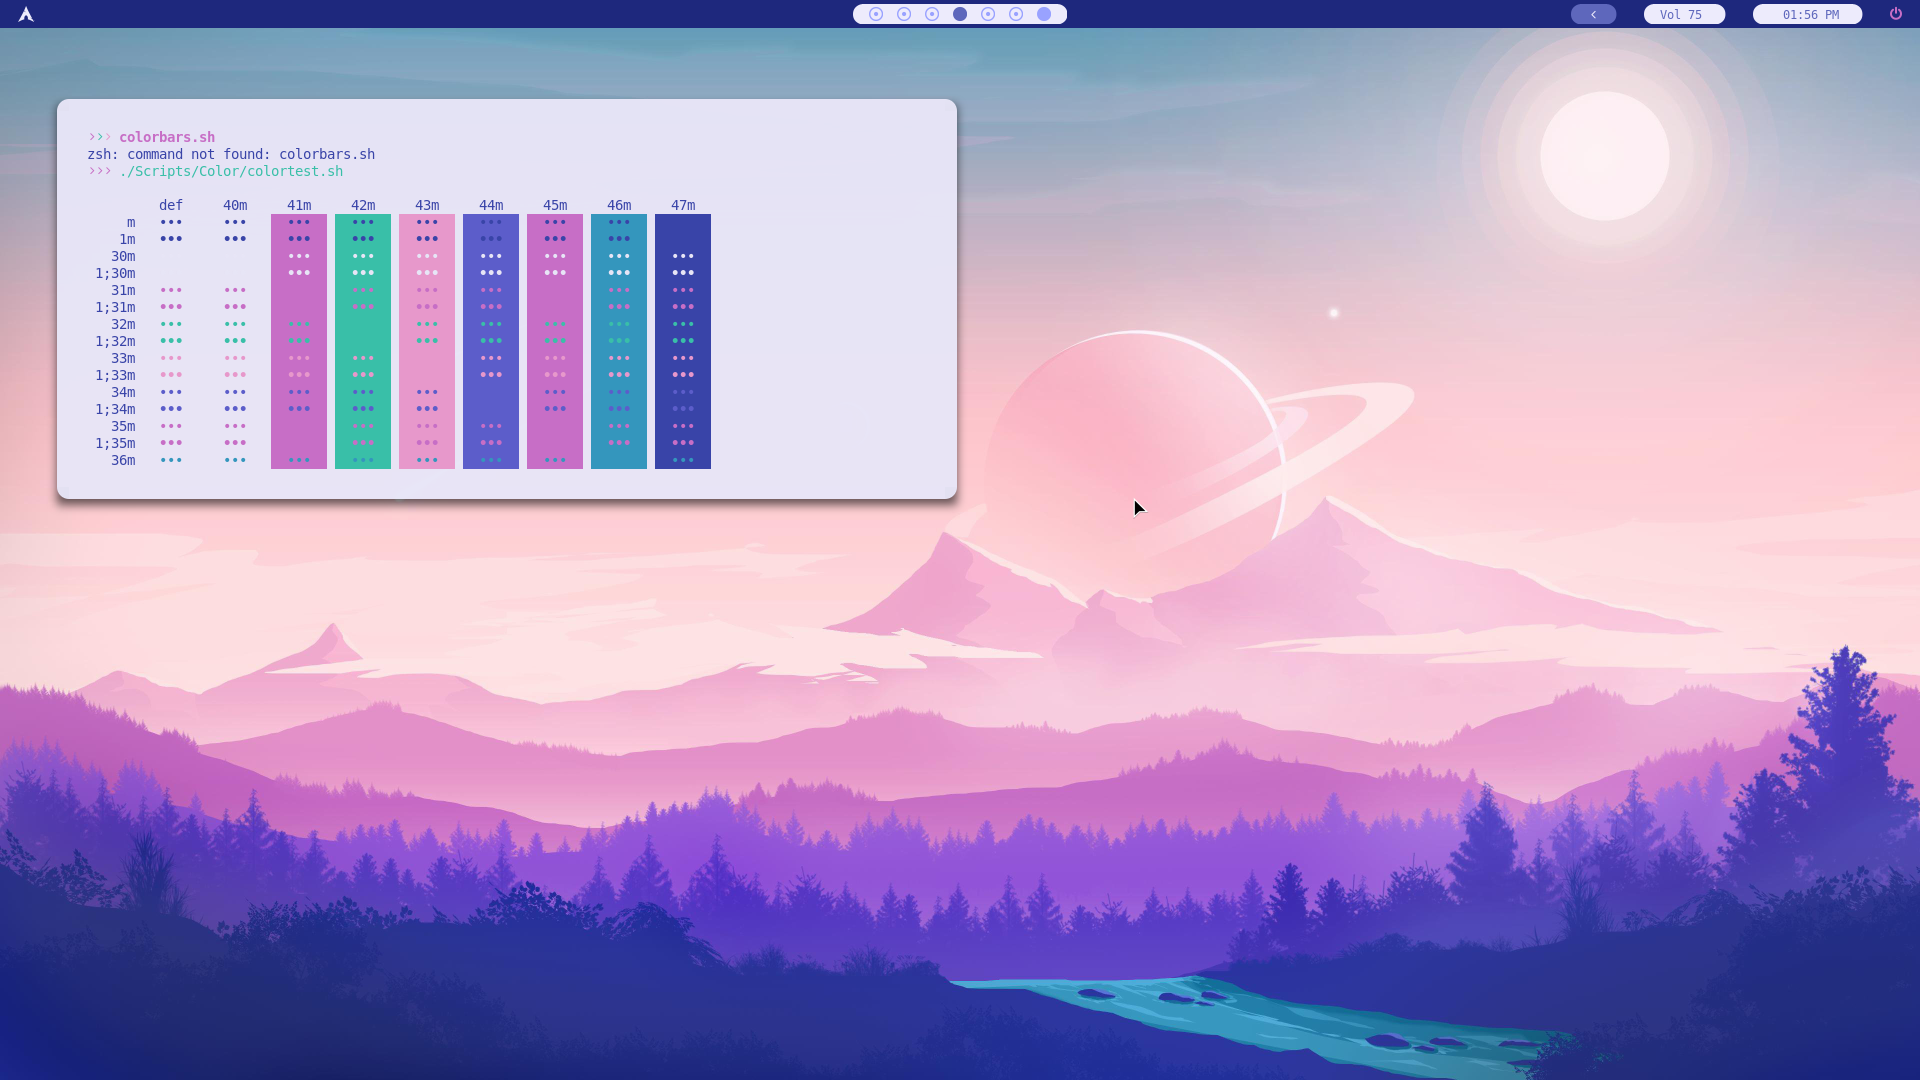 Vol 75
01:56 PM
››› colorbars.sh
zsh: command not found: colorbars.sh
››› ./Scripts/Color/colortest.sh
def 40m 41m 42m 43m 44m 45m 46m 47m
m ••• ••• ••• ••• ••• ••• ••• •••
1m ••• ••• ••• ••• ••• ••• ••• •••
30m ••• ••• ••• ••• ••• ••• •••
1;30m ••• ••• ••• ••• ••• ••• •••
31m ••• ••• ••• ••• ••• ••• •••
1;31m ••• ••• ••• ••• ••• ••• •••
32m ••• ••• ••• ••• ••• ••• ••• •••
1;32m ••• ••• ••• ••• ••• ••• ••• •••
33m ••• ••• ••• ••• ••• ••• ••• •••
1;33m ••• ••• ••• ••• ••• ••• ••• •••
34m ••• ••• ••• ••• ••• ••• ••• •••
1;34m ••• ••• ••• ••• ••• ••• ••• •••
35m ••• ••• ••• ••• ••• ••• •••
1;35m ••• ••• ••• ••• ••• ••• •••
36m ••• ••• ••• ••• ••• ••• ••• •••